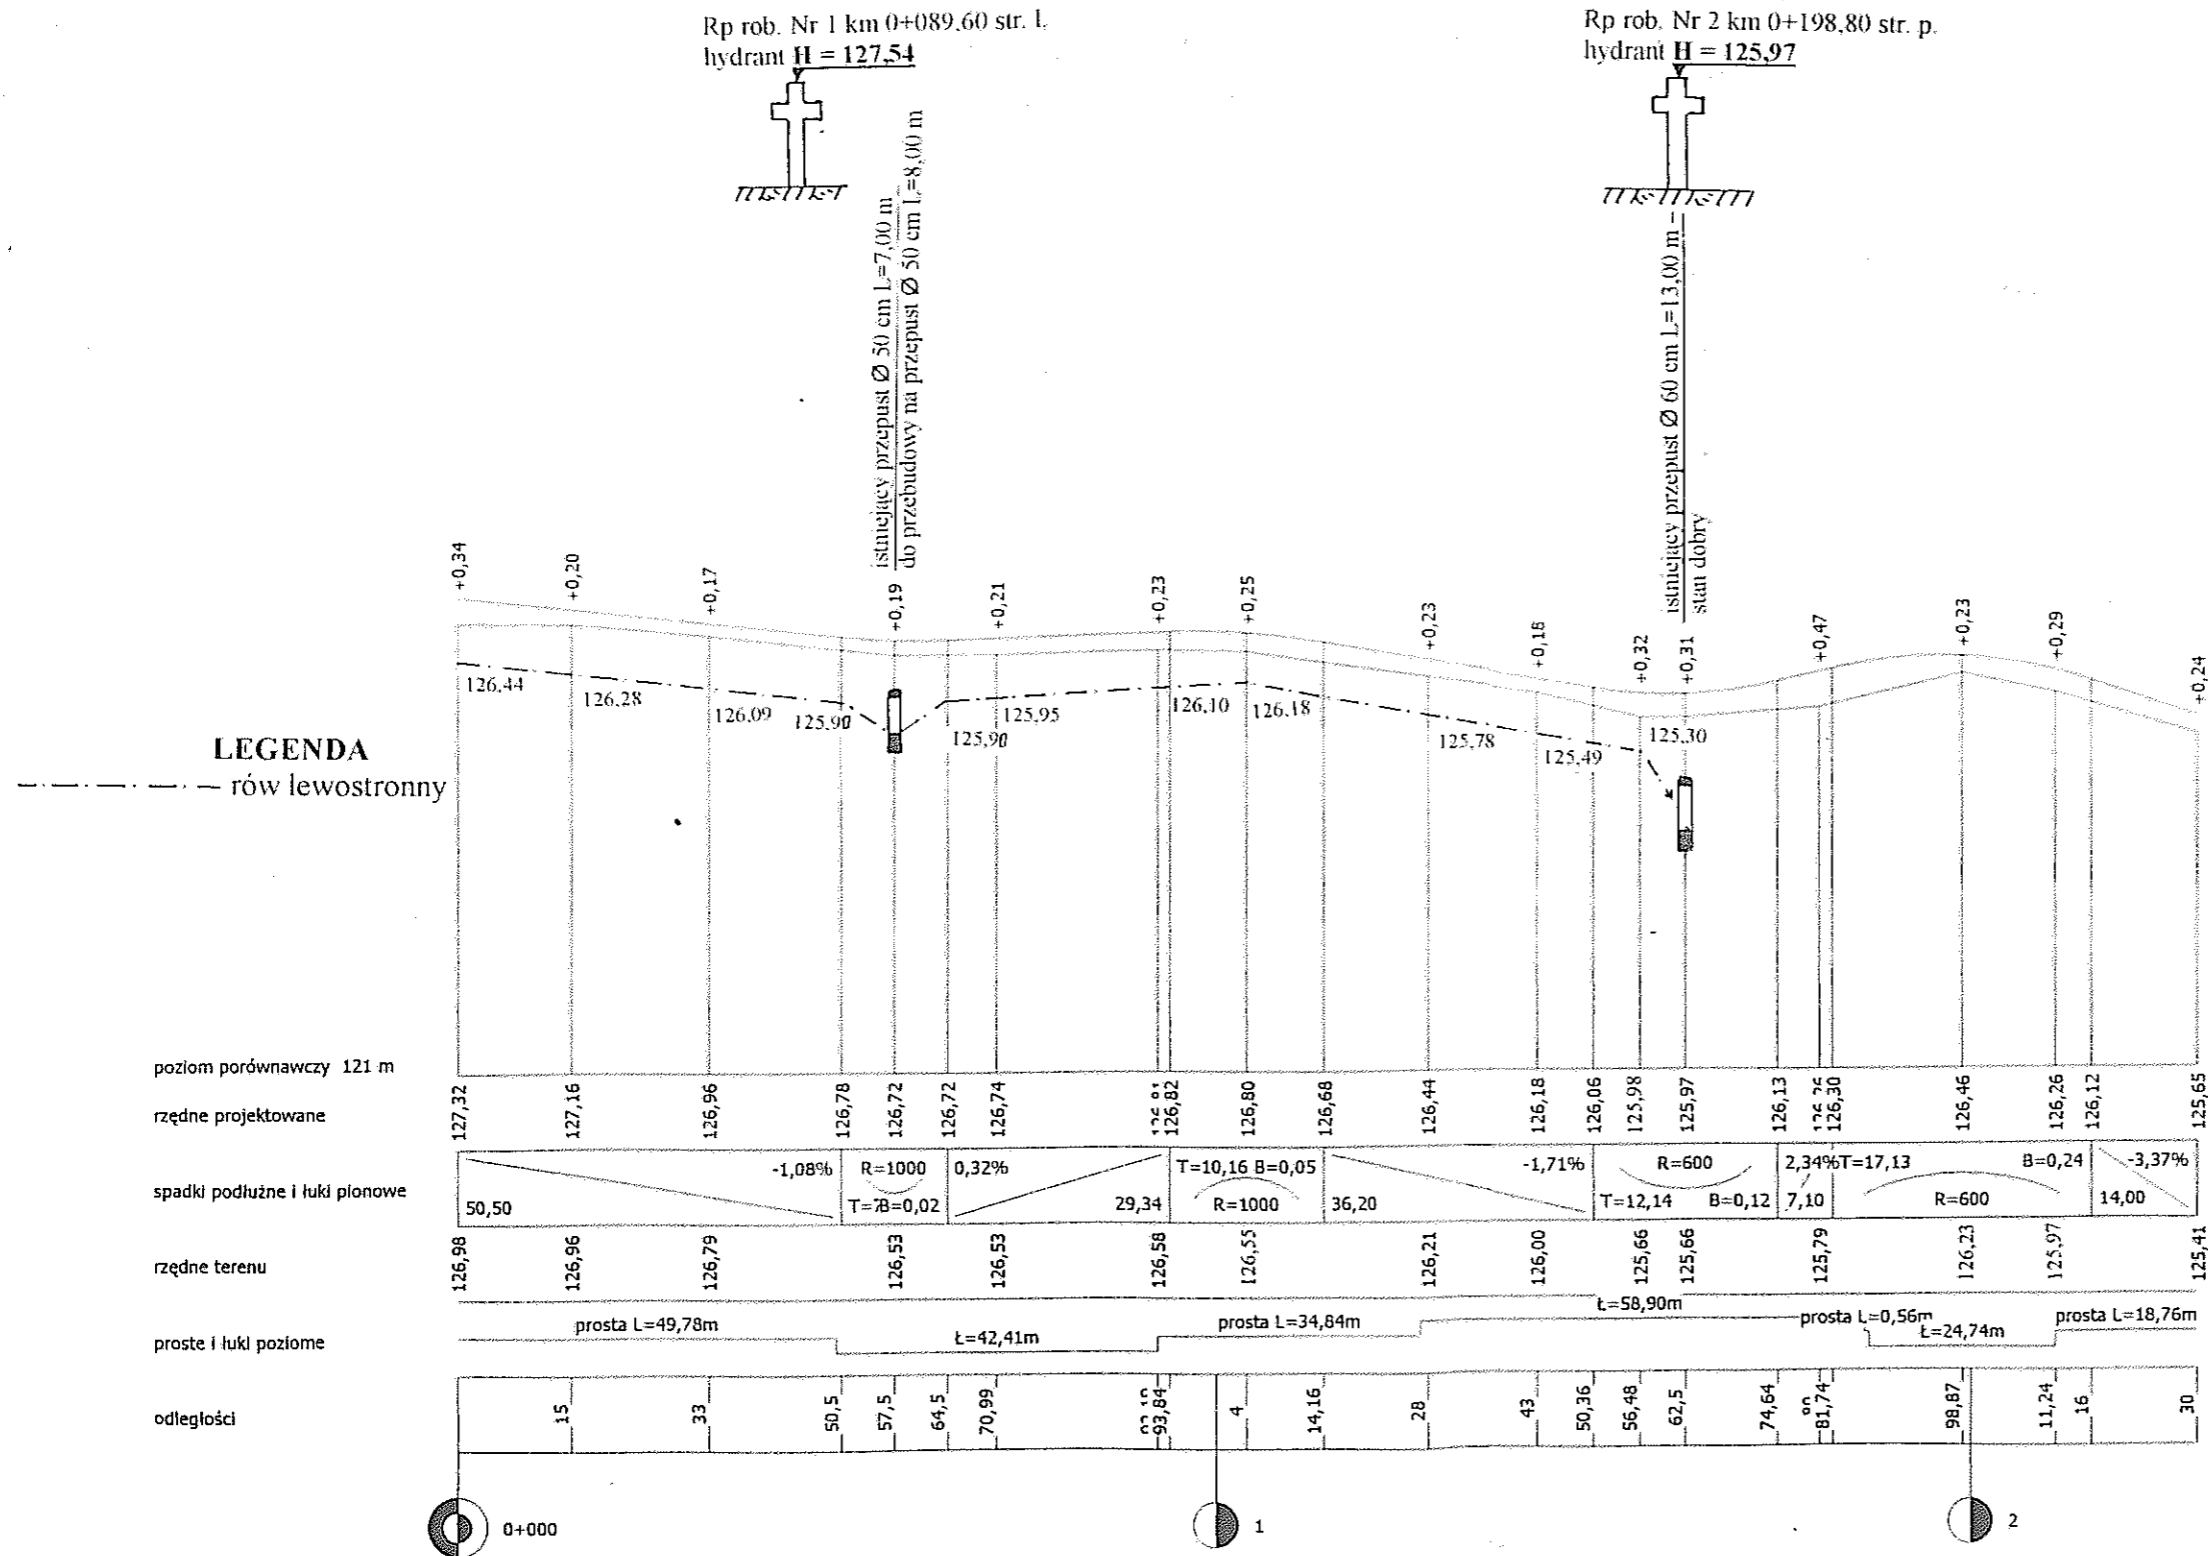 Rp rob. Nr 1 km 0+089,60 str. l.
hydrant H = 127,54
Rp rob. Nr 2 km 0+198,80 str. p.
hydrant H = 125,97
istniejący przepust Ø 50 cm L=7,00 m
do przebudowy na przepust Ø 50 cm L=8,00 m
istniejący przepust Ø 60 cm L=13,00 m –
stan dobry
+0,34 +0,20 +0,17 +0,19 +0,21 +0,23 +0,25 +0,23 +0,18 +0,32 +0,31 +0,47 +0,23 +0,29 +0,24
126,44 126,28 126,09 125,90 125,90 125,95 126,10 126,18 125,78 125,49 125,30
LEGENDA
rów lewostronny
poziom porównawczy 121 m
rzędne projektowane
127,32 127,16 126,96 126,78 126,72 126,72 126,74 126,82 126,80 126,68 126,44 126,18 126,06 125,98 125,97 126,13 126,30 126,46 126,26 126,12 125,65
spadki podłużne i łuki pionowe
-1,08% R=1000 0,32% T=10,16 B=0,05 -1,71% R=600 2,34% T=17,13 B=0,24 -3,37%
50,50 T=7 B=0,02 29,34 R=1000 36,20 T=12,14 B=0,12 7,10 R=600 14,00
rzędne terenu
126,98 126,96 126,79 126,53 126,53 126,58 126,55 126,21 126,00 125,66 125,66 125,79 126,23 125,97 125,41
proste i łuki poziome
prosta L=49,78m Ł=42,41m prosta L=34,84m Ł=58,90m prosta L=0,56m Ł=24,74m prosta L=18,76m
odległości
15 33 50,5 57,5 64,5 70,99 93,84 4 14,16 28 43 50,36 56,48 62,5 74,64 81,74 98,87 11,24 16 30
0+000 1 2